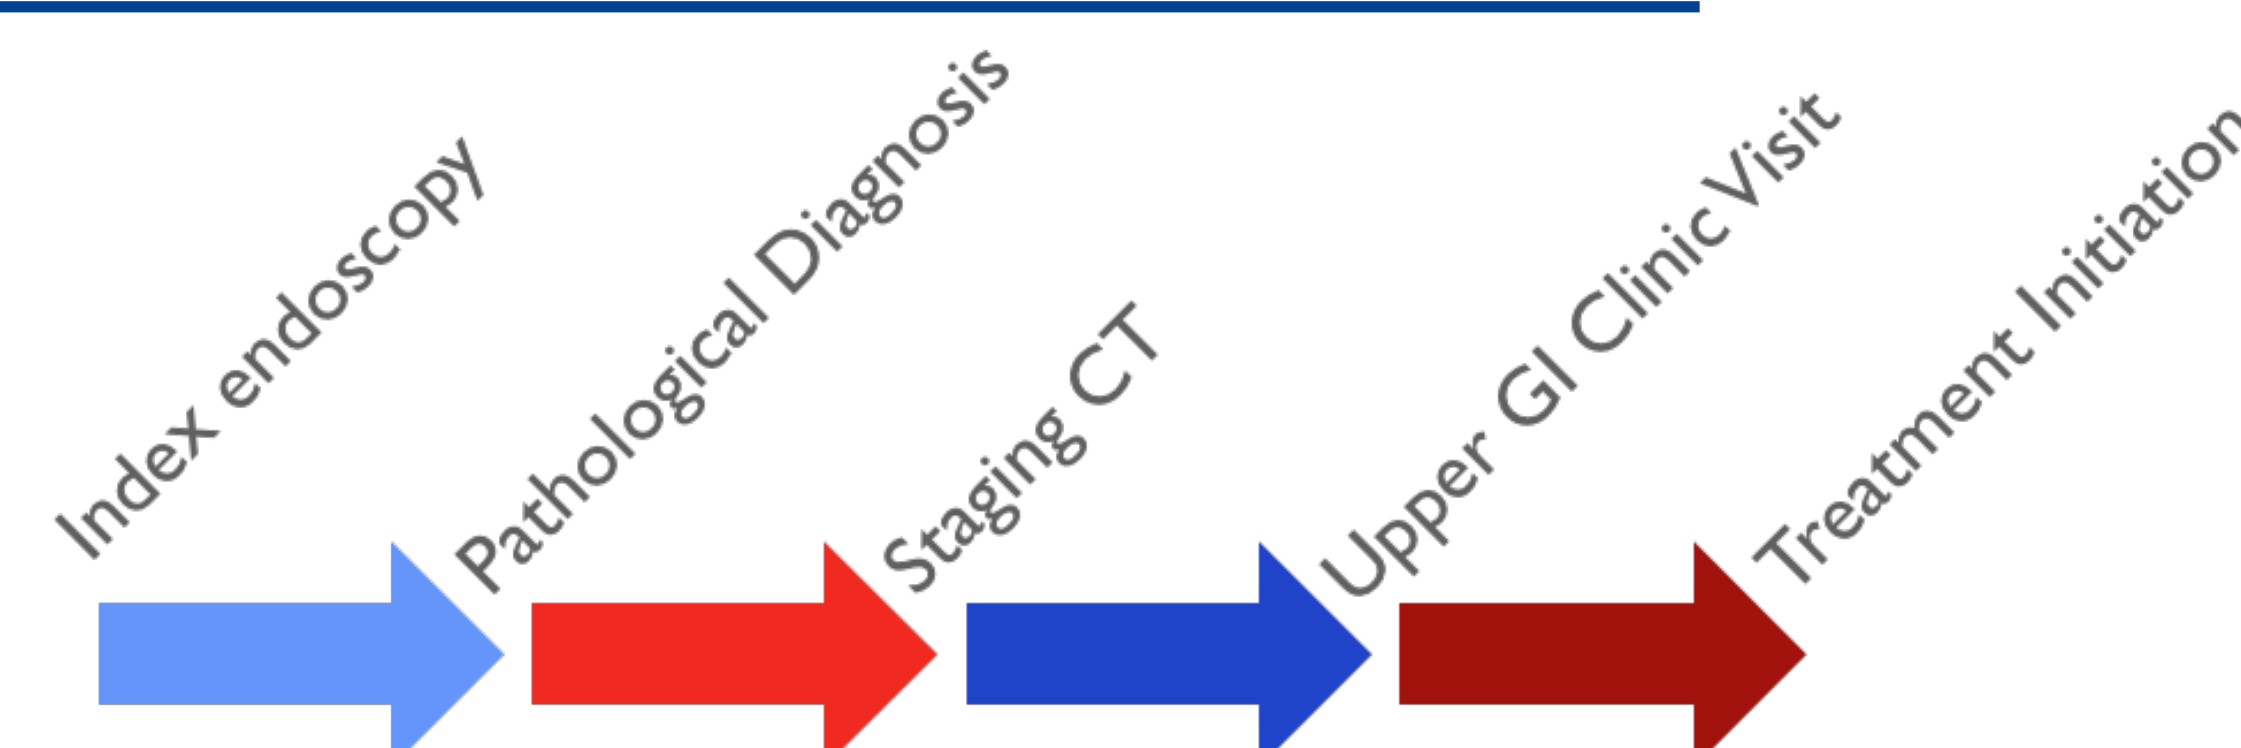 Index endoscopy
Pathological Diagnosis
Staging CT
Upper GI Clinic Visit
Treatment Initiation